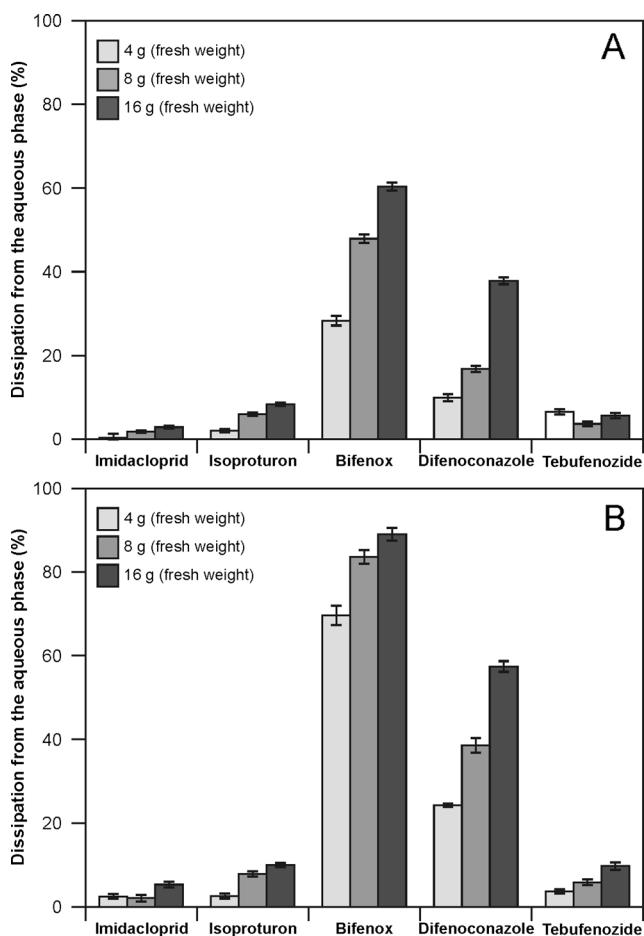 A
4 g (fresh weight)
8 g (fresh weight)
16 g (fresh weight)
Dissipation from the aqueous phase (%)
100
80
60
40
20
0
Imidacloprid Isoproturon Bifenox Difenoconazole Tebufenozide
B
4 g (fresh weight)
8 g (fresh weight)
16 g (fresh weight)
Dissipation from the aqueous phase (%)
100
80
60
40
20
0
Imidacloprid Isoproturon Bifenox Difenoconazole Tebufenozide